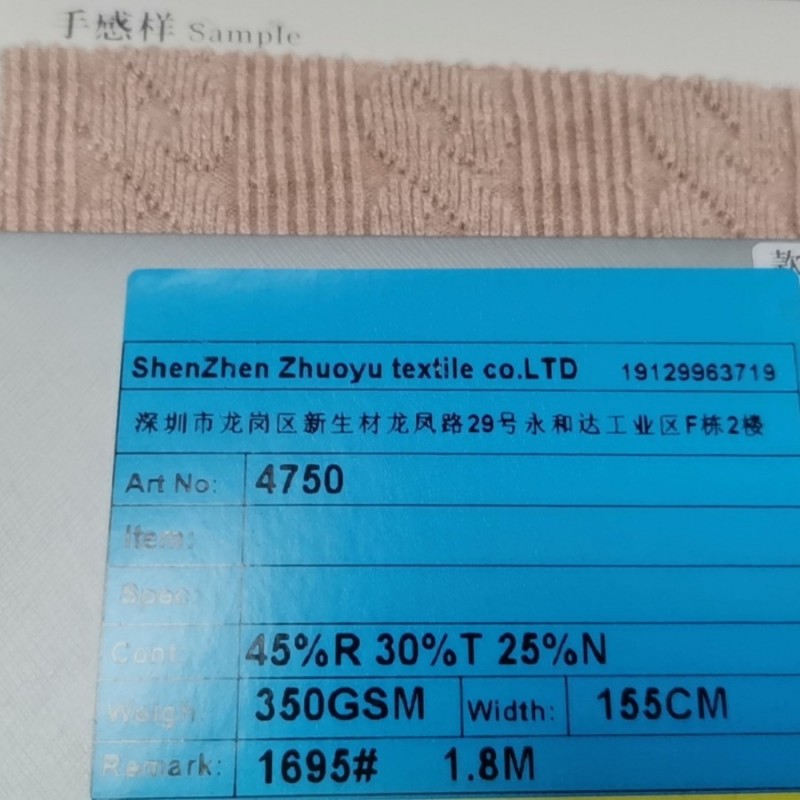 手感样 Sample
款
ShenZhen Zhuoyu textile co.LTD 19129963719
深圳市龙岗区新生材龙凤路29号永和达工业区F栋2楼
Art No: 4750
Item:
Spec:
Cont: 45%R 30%T 25%N
Weigh: 350GSM Width: 155CM
Remark: 1695# 1.8M